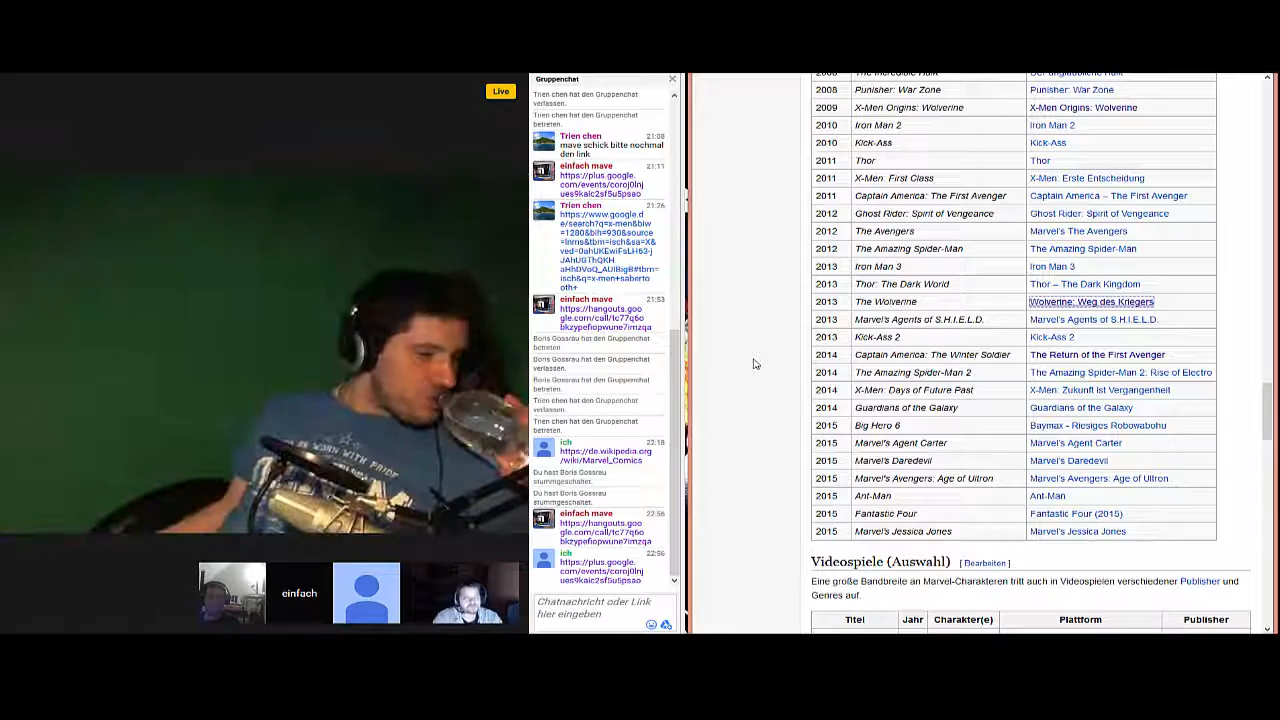 Live
Gruppenchat
Trien chen hat den Gruppenchat
verlassen.
Trien chen hat den Gruppenchat
betreten.
Trien chen 21:08
mave schick bitte nochmal
den link
einfach mave 21:11
https://plus.google.
com/events/coroj0lnj
ues9kaic2sf5u5psao
Trien chen 21:26
https://www.google.d
e/search?q=x-men&biw
=1280&bih=930&source
=lnms&tbm=isch&sa=X&
ved=0ahUKEwiFsLH63-j
JAhUGThQKH
aHhDVoQ_AUIBigB#tbm=
isch&q=x-men+saberto
oth+
einfach mave 21:53
https://hangouts.goo
gle.com/call/tc77q6o
bkzypefiopwune7imzqa
Boris Gossrau hat den Gruppenchat
betreten.
Boris Gossrau hat den Gruppenchat
verlassen.
Boris Gossrau hat den Gruppenchat
betreten.
Trien chen hat den Gruppenchat
verlassen.
Trien chen hat den Gruppenchat
betreten.
ich 22:18
https://de.wikipedia.org
/wiki/Marvel_Comics
Du hast Boris Gossrau
stummgeschaltet.
Du hast Boris Gossrau
stummgeschaltet.
einfach mave 22:56
https://hangouts.goo
gle.com/call/tc77q6o
bkzypefiopwune7imzqa
ich 22:56
https://plus.google.
com/events/coroj0lnj
ues9kaic2sf5u5psao
Chatnachricht oder Link
hier eingeben
einfach
2008 The Incredible Hulk Der unglaubliche Hulk
2008 Punisher: War Zone Punisher: War Zone
2009 X-Men Origins: Wolverine X-Men Origins: Wolverine
2010 Iron Man 2 Iron Man 2
2010 Kick-Ass Kick-Ass
2011 Thor Thor
2011 X-Men: First Class X-Men: Erste Entscheidung
2011 Captain America: The First Avenger Captain America – The First Avenger
2012 Ghost Rider: Spirit of Vengeance Ghost Rider: Spirit of Vengeance
2012 The Avengers Marvel's The Avengers
2012 The Amazing Spider-Man The Amazing Spider-Man
2013 Iron Man 3 Iron Man 3
2013 Thor: The Dark World Thor – The Dark Kingdom
2013 The Wolverine Wolverine: Weg des Kriegers
2013 Marvel's Agents of S.H.I.E.L.D. Marvel's Agents of S.H.I.E.L.D.
2013 Kick-Ass 2 Kick-Ass 2
2014 Captain America: The Winter Soldier The Return of the First Avenger
2014 The Amazing Spider-Man 2 The Amazing Spider-Man 2: Rise of Electro
2014 X-Men: Days of Future Past X-Men: Zukunft ist Vergangenheit
2014 Guardians of the Galaxy Guardians of the Galaxy
2015 Big Hero 6 Baymax - Riesiges Robowabohu
2015 Marvel's Agent Carter Marvel's Agent Carter
2015 Marvel's Daredevil Marvel's Daredevil
2015 Marvel's Avengers: Age of Ultron Marvel's Avengers: Age of Ultron
2015 Ant-Man Ant-Man
2015 Fantastic Four Fantastic Four (2015)
2015 Marvel's Jessica Jones Marvel's Jessica Jones
Videospiele (Auswahl) [ Bearbeiten ]
Eine große Bandbreite an Marvel-Charakteren tritt auch in Videospielen verschiedener Publisher und
Genres auf.
Titel Jahr Charakter(e) Plattform Publisher